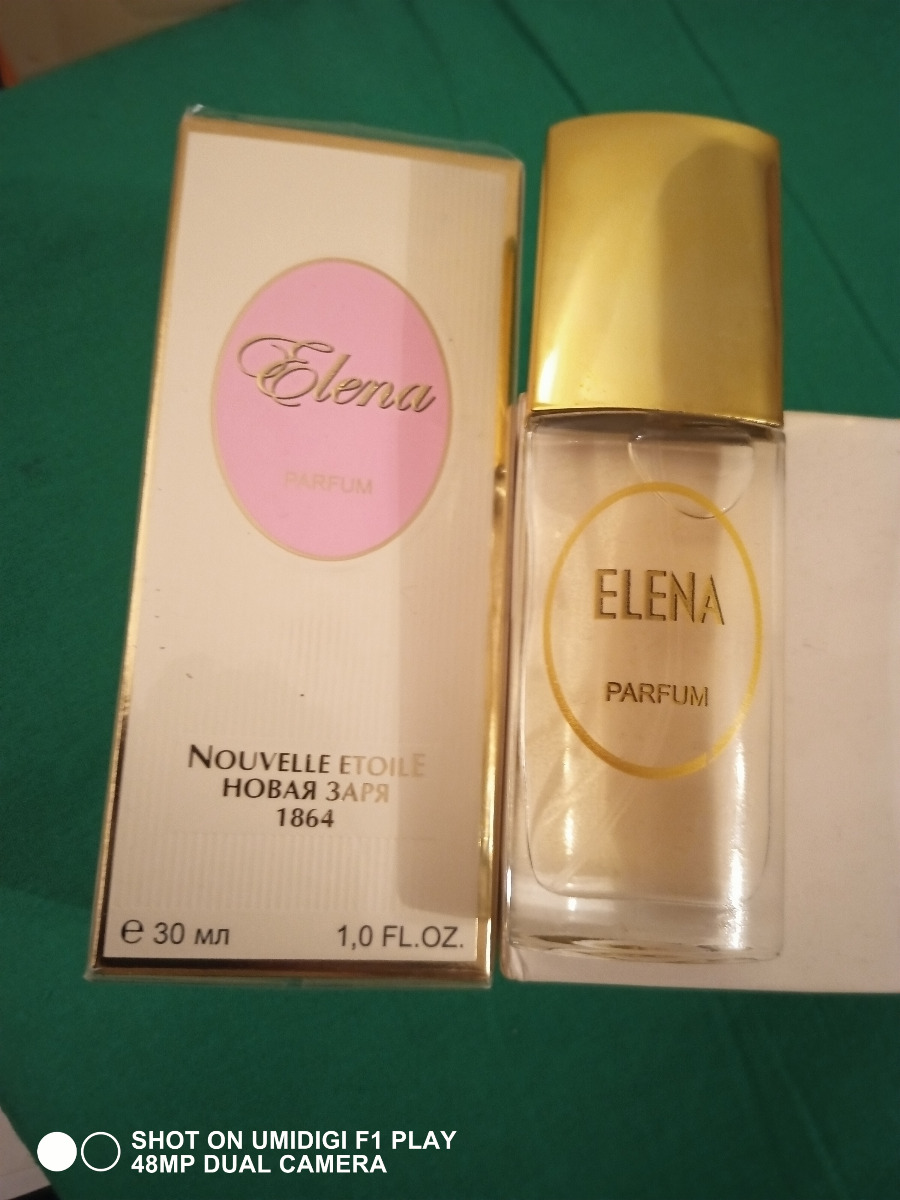 Elena
PARFUM
NOUVELLE ETOILE
НОВАЯ ЗАРЯ
1864
℮ 30 мл
1,0 FL.OZ.
ELENA
PARFUM
SHOT ON UMIDIGI F1 PLAY
48MP DUAL CAMERA